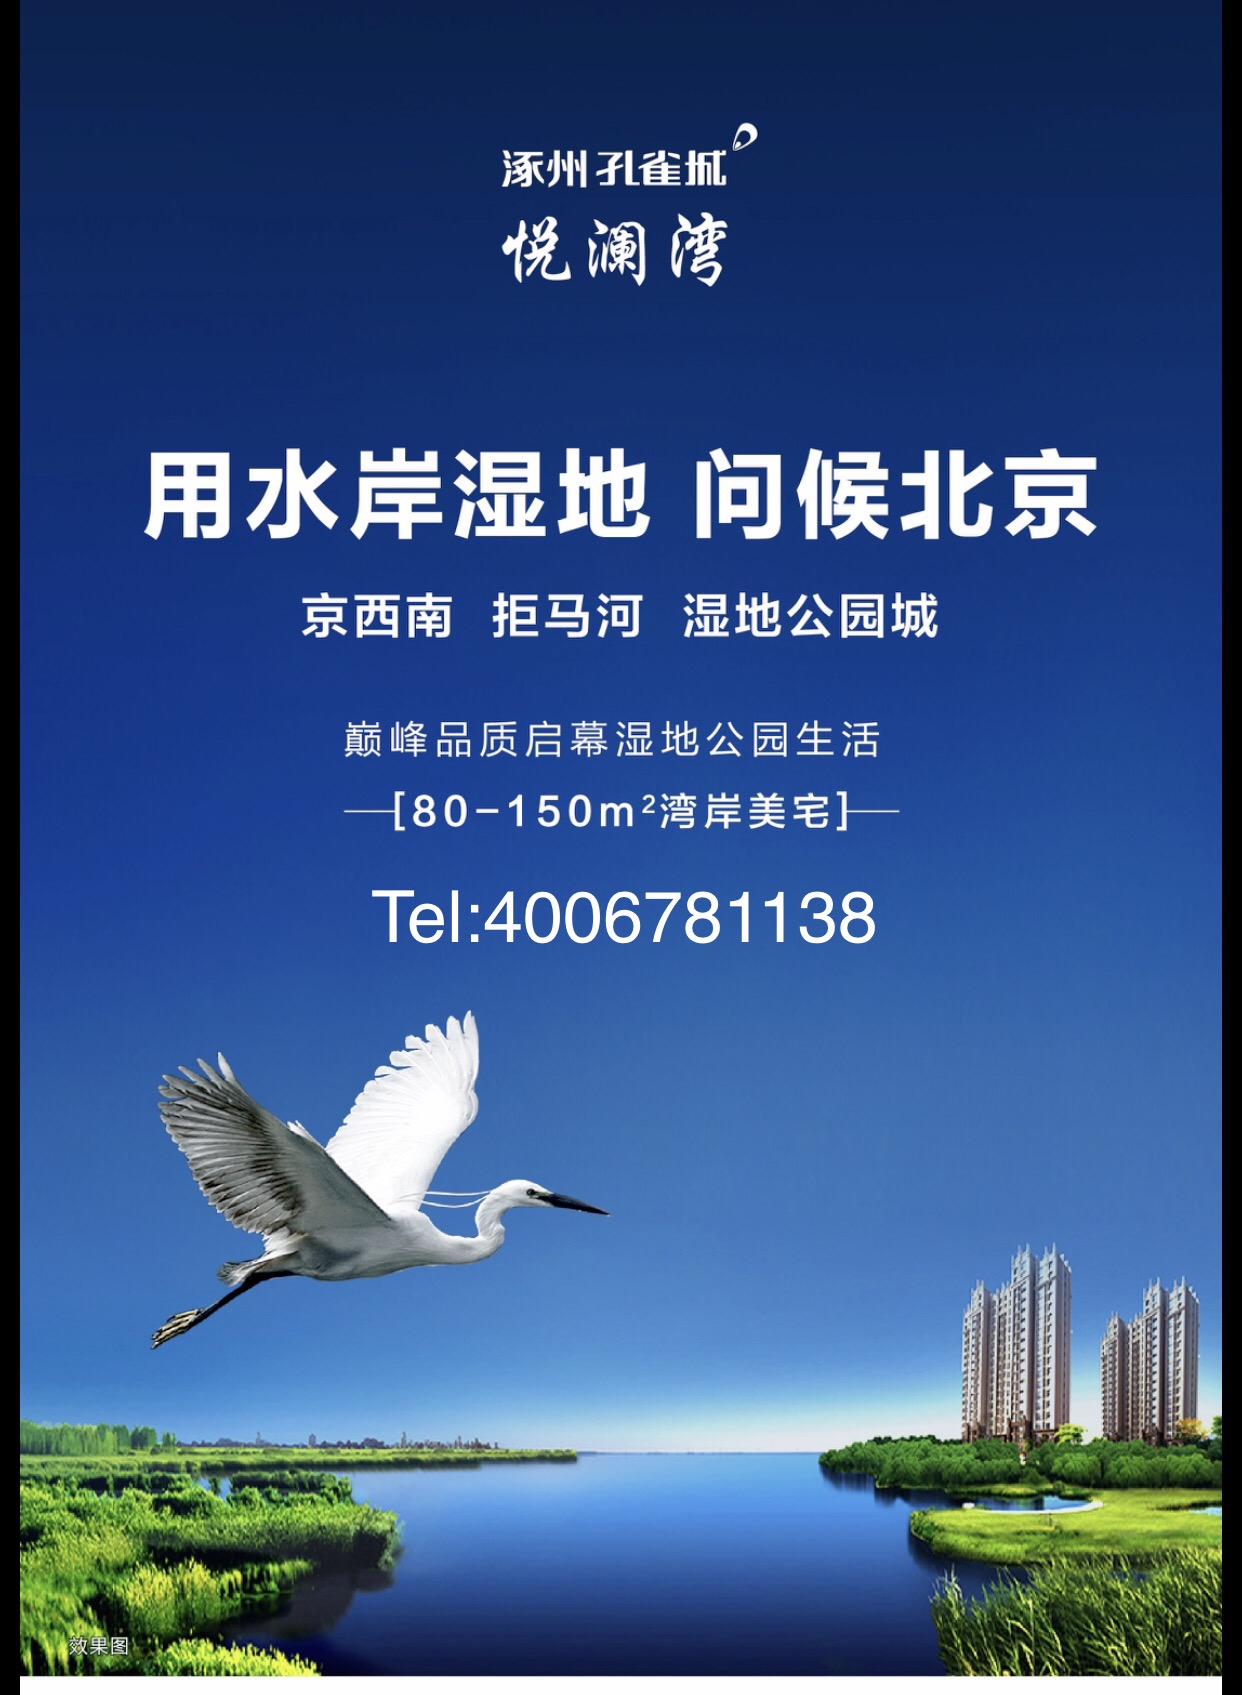 涿州孔雀城
悦澜湾
用水岸湿地 问候北京
京西南 拒马河 湿地公园城
巅峰品质启幕湿地公园生活
[80-150m²湾岸美宅]
Tel:4006781138
效果图